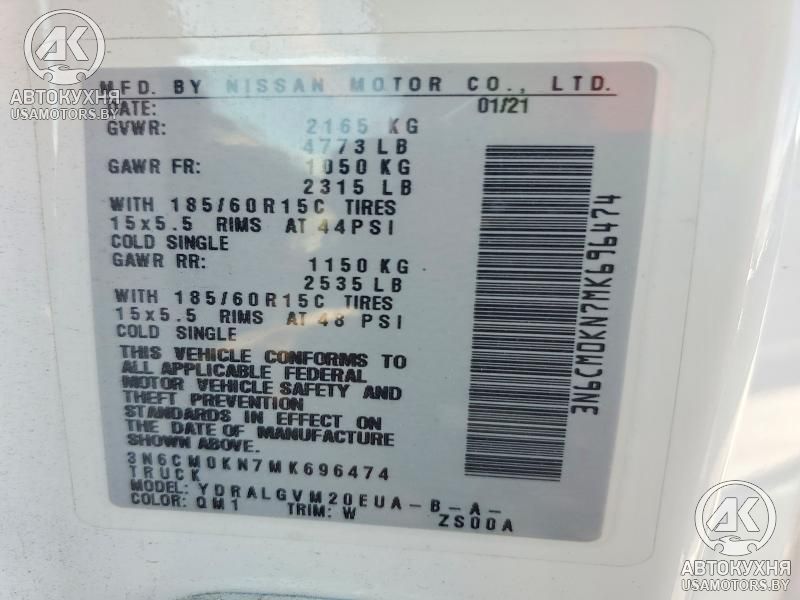 AK
АВТОКУХНЯ
USAMOTORS.BY
MFD. BY NISSAN MOTOR CO., LTD.
DATE: 01/21
GVWR: 2165 KG
4773 LB
GAWR FR: 1050 KG
2315 LB
WITH 185/60R15C TIRES
15x5.5 RIMS AT 44PSI
COLD SINGLE
GAWR RR: 1150 KG
2535 LB
WITH 185/60R15C TIRES
15x5.5 RIMS AT 48 PSI
COLD SINGLE
THIS VEHICLE CONFORMS TO
ALL APPLICABLE FEDERAL
MOTOR VEHICLE SAFETY AND
THEFT PREVENTION
STANDARDS IN EFFECT ON
THE DATE OF MANUFACTURE
SHOWN ABOVE.
3N6CM0KN7MK696474
TRUCK
MODEL: YDRALGVM20EUA-B-A-
COLOR: QM1 TRIM: W ZS00A
3N6CM0KN7MK696474
AK
АВТОКУХНЯ
USAMOTORS.BY